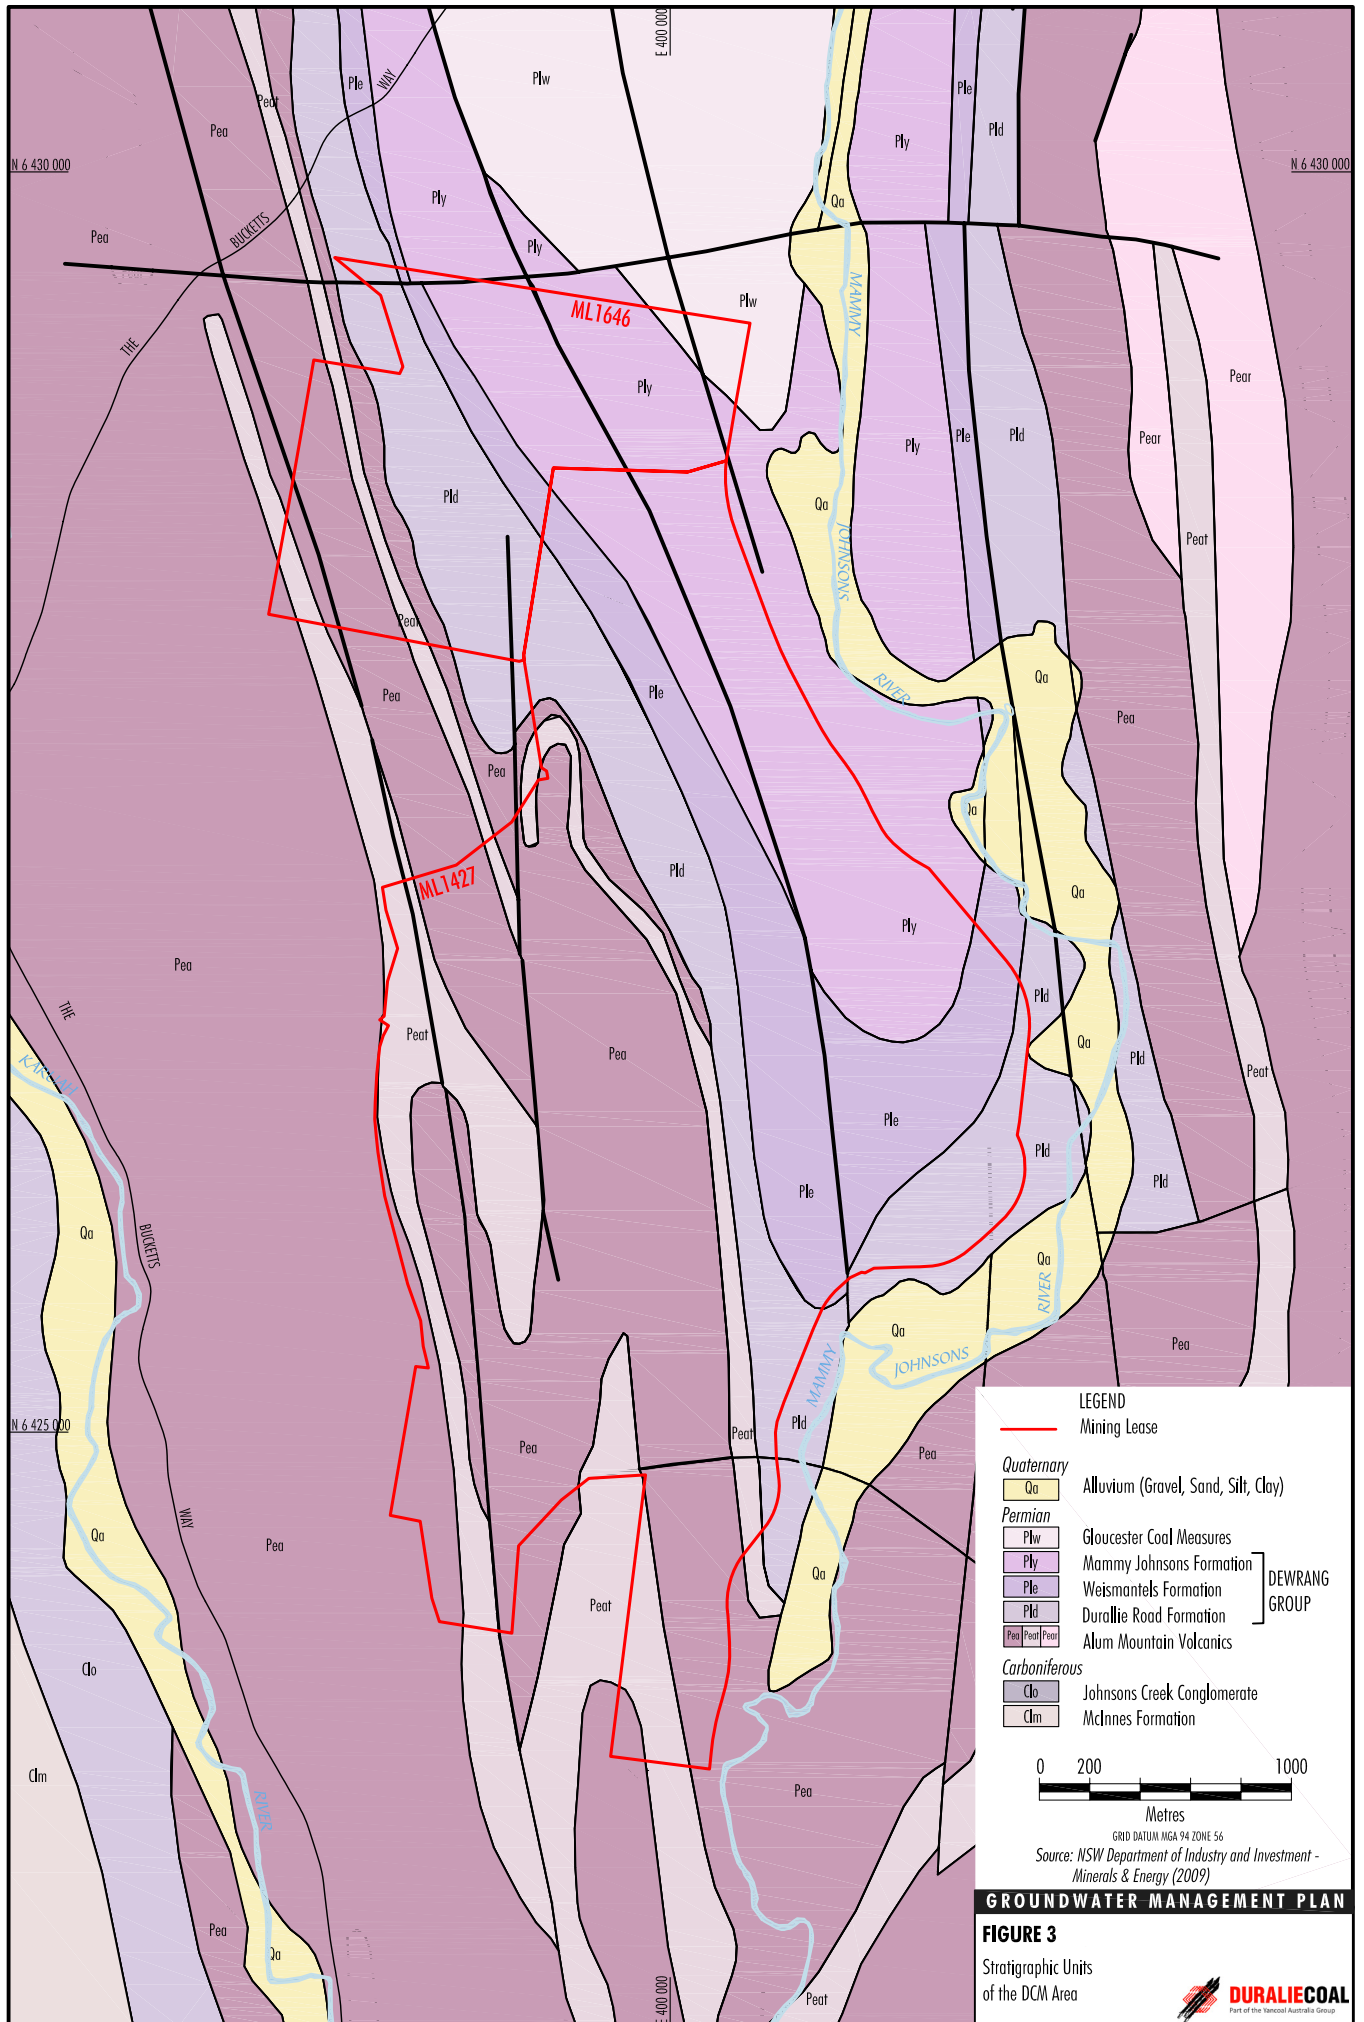 E 400 000
Plw
Ple
WAY
Ple
Peat
Pea
Pld
Ply
N 6 430 000
N 6 430 000
Ply
Qa
BUCKETTS
Pea
Ply
Plw
MAMMY
THE
ML1646
Ply
Pear
Pear
Ply
Ple
Pld
Pld
Qa
JOHNSONS
Peat
Peat
Pea
Ple
RIVER
Qa
Pea
Pea
Qa
Pld
ML1427
Qa
Ply
Pea
Pld
THE
Peat
Qa
Pea
Pld
KARUAH
Peat
Ple
Pld
Ple
Pld
Qa
BUCKETTS
Qa
RIVER
Qa
JOHNSONS
Pea
MAMMY
N 6 425 000
Pld
Peat
Pea
Pea
WAY
Qa
Pea
Qa
Peat
Clo
Clm
RIVER
Pea
Pea
Qa
Peat
E 400 000
LEGEND
Mining Lease
Quaternary
Qa Alluvium (Gravel, Sand, Silt, Clay)
Permian
Plw Gloucester Coal Measures
Ply Mammy Johnsons Formation
Ple Weismantels Formation
Pld Durallie Road Formation
DEWRANG
GROUP
Pea Peat Pear Alum Mountain Volcanics
Carboniferous
Clo Johnsons Creek Conglomerate
Clm McInnes Formation
0 200 1000
Metres
GRID DATUM MGA 94 ZONE 56
Source: NSW Department of Industry and Investment -
Minerals & Energy (2009)
GROUNDWATER MANAGEMENT PLAN
FIGURE 3
Stratigraphic Units
of the DCM Area
DURALIECOAL
Part of the Yancoal Australia Group